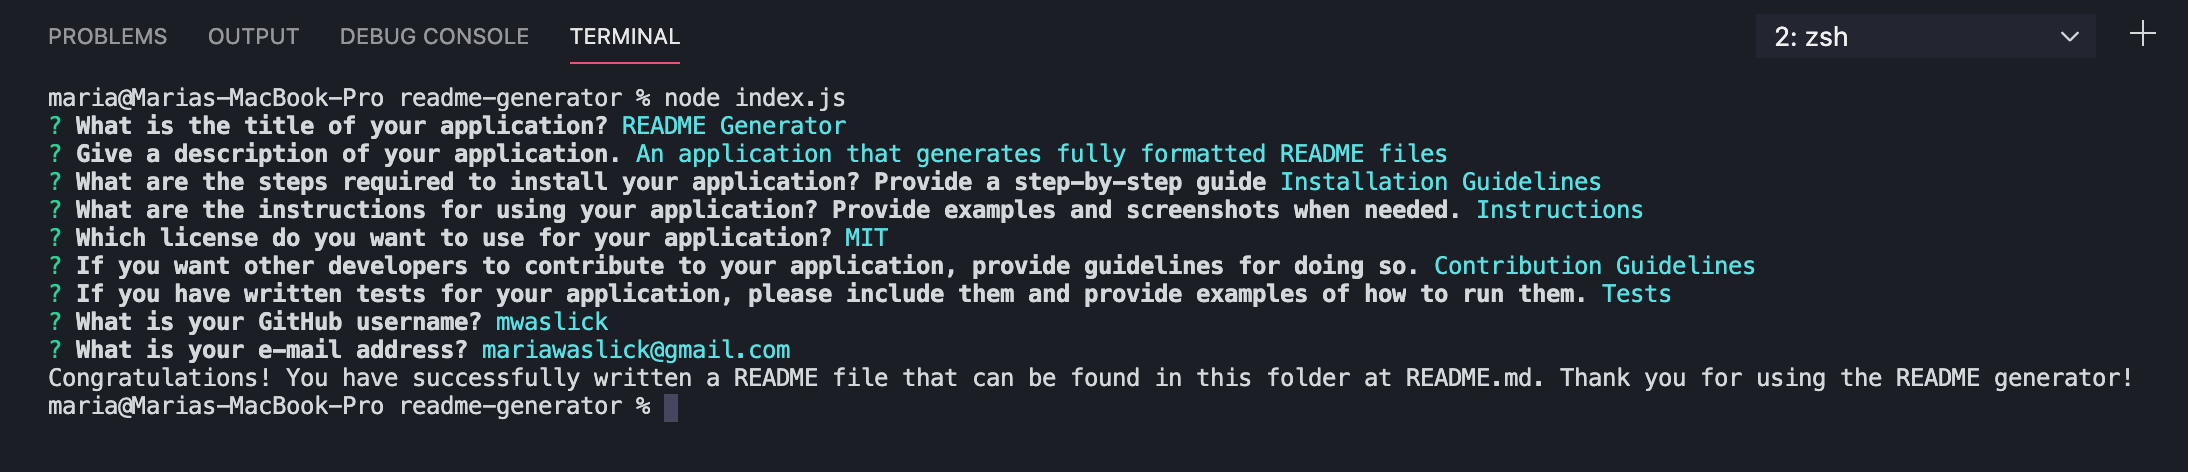 PROBLEMS OUTPUT DEBUG CONSOLE TERMINAL 2: zsh
maria@Marias-MacBook-Pro readme-generator % node index.js
? What is the title of your application? README Generator
? Give a description of your application. An application that generates fully formatted README files
? What are the steps required to install your application? Provide a step-by-step guide Installation Guidelines
? What are the instructions for using your application? Provide examples and screenshots when needed. Instructions
? Which license do you want to use for your application? MIT
? If you want other developers to contribute to your application, provide guidelines for doing so. Contribution Guidelines
? If you have written tests for your application, please include them and provide examples of how to run them. Tests
? What is your GitHub username? mwaslick
? What is your e-mail address? mariawaslick@gmail.com
Congratulations! You have successfully written a README file that can be found in this folder at README.md. Thank you for using the README generator!
maria@Marias-MacBook-Pro readme-generator %